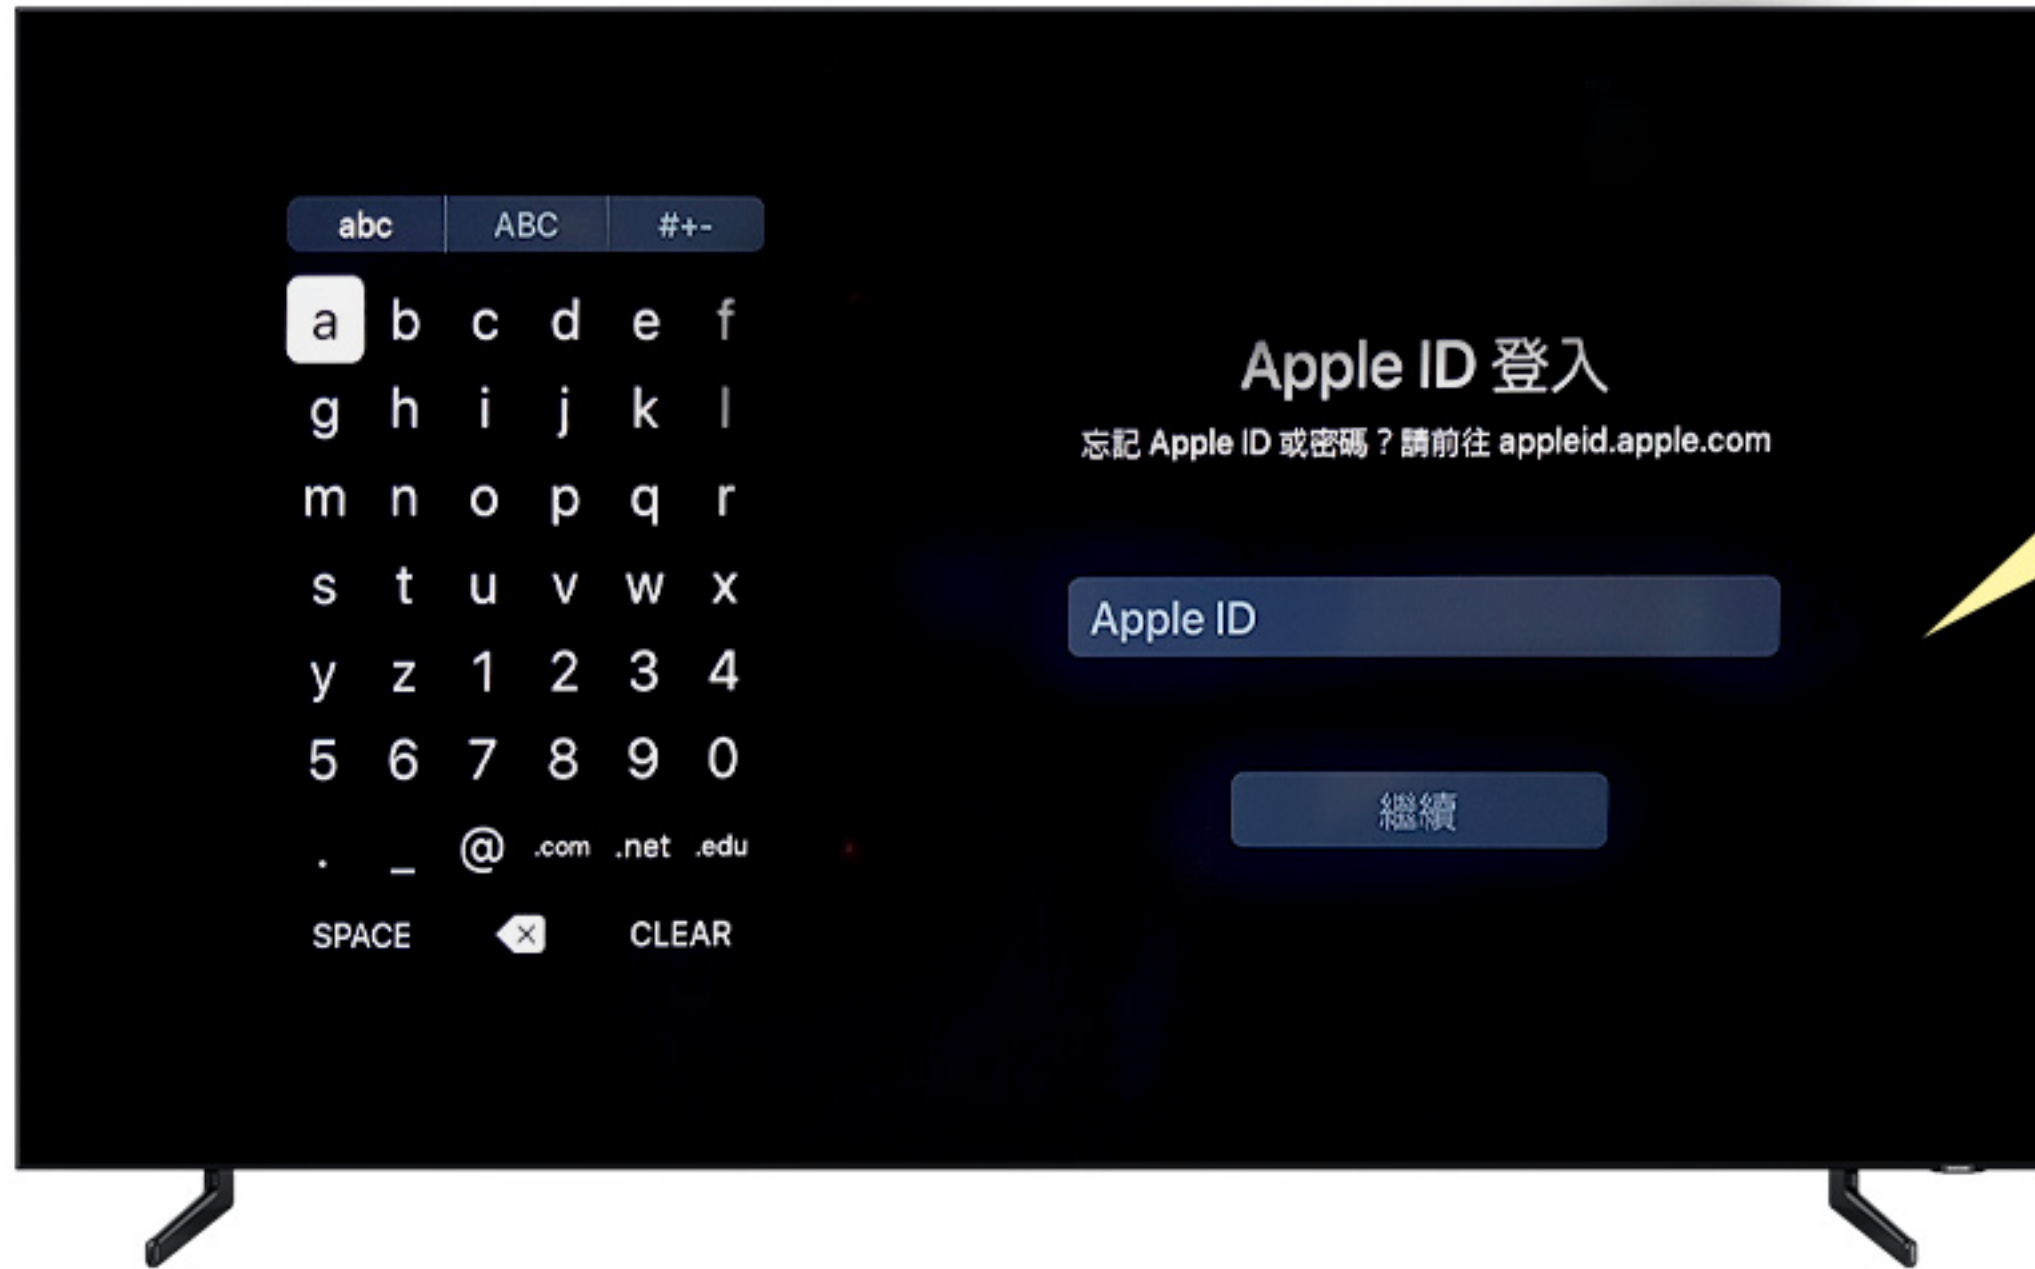 abc ABC #+-
a b c d e f
g h i j k l
m n o p q r
s t u v w x
y z 1 2 3 4
5 6 7 8 9 0
. _ @ .com .net .edu
SPACE CLEAR
Apple ID 登入
忘記 Apple ID 或密碼？請前往 appleid.apple.com
Apple ID
繼續